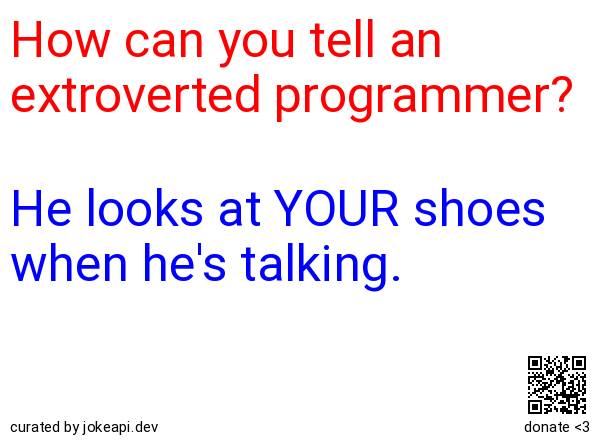 How can you tell an
extroverted programmer?
He looks at YOUR shoes
when he's talking.
curated by jokeapi.dev
donate <3